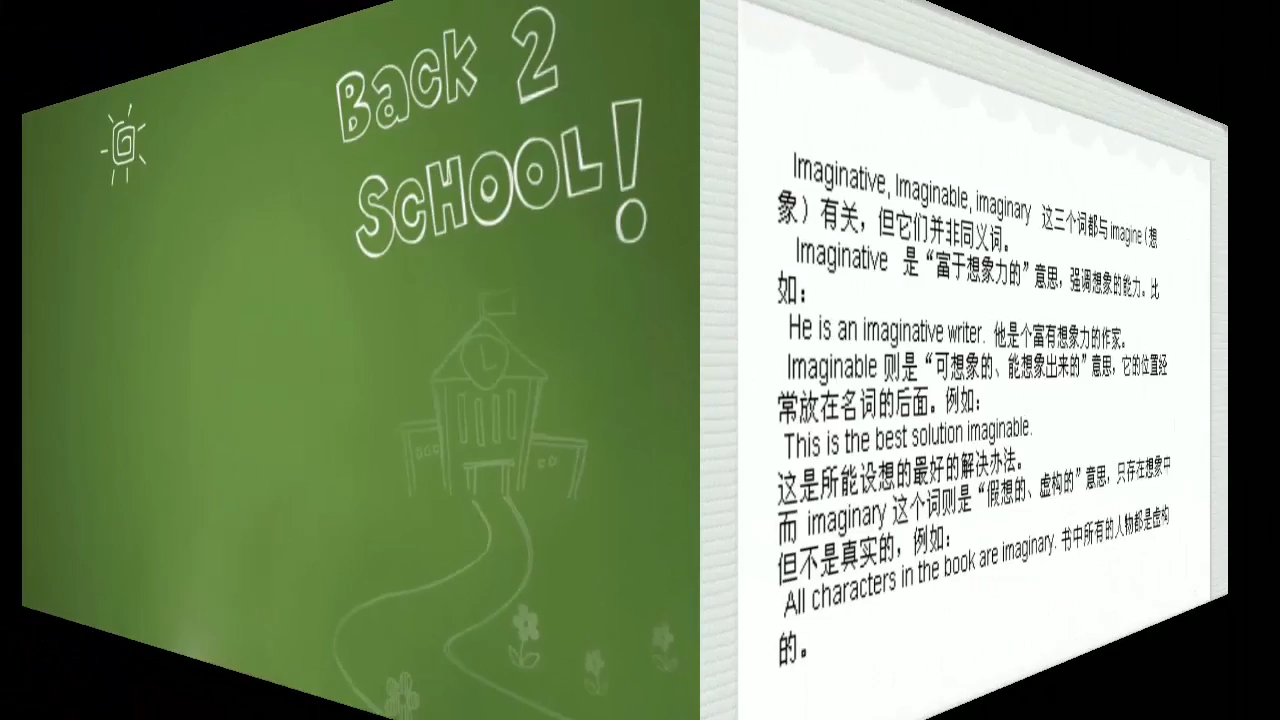 Back 2
SCHOOL!
Imaginative, Imaginable, imaginary 这三个词都与 imagine (想
象）有关，但它们并非同义词。
Imaginative 是“富于想象力的”意思，强调想象的能力。比
如：
He is an imaginative writer. 他是个富有想象力的作家。
Imaginable 则是“可想象的、能想象出来的”意思，它的位置经
常放在名词的后面。例如：
This is the best solution imaginable.
这是所能设想的最好的解决办法。
而 imaginary 这个词则是“假想的、虚构的”意思，只存在想象中
但不是真实的，例如：
All characters in the book are imaginary. 书中所有的人物都是虚构
的。